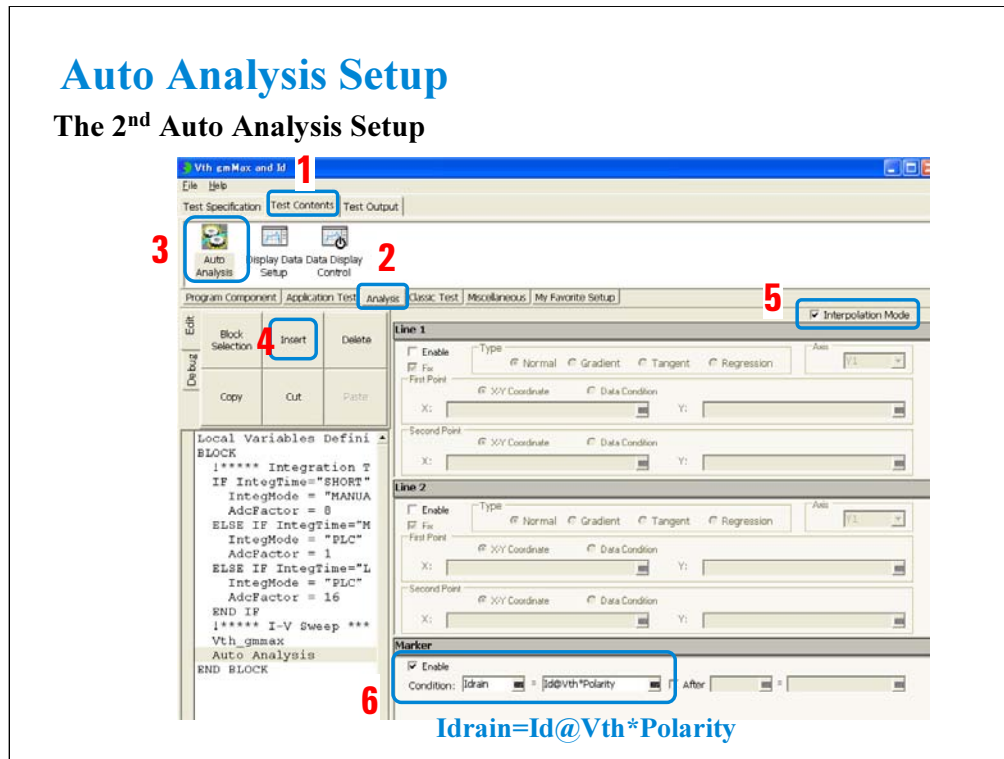 Auto Analysis Setup
The 2nd Auto Analysis Setup
Vth gmMax and Id
1
File Help
Test Specification Test Contents Test Output
3
Auto Analysis
Display Data Setup
Data Display Control
2
Program Component Application Test Analysis Classic Test Miscellaneous My Favorite Setup
5
Interpolation Mode
Edit
Debug
Block Selection
4
Insert
Delete
Copy
Cut
Paste
Line 1
Enable
Fix
Type
Normal Gradient Tangent Regression
Axis
Y1
First Point
X-Y Coordinate Data Condition
X: Y:
Second Point
X-Y Coordinate Data Condition
X: Y:
Line 2
Enable
Fix
Type
Normal Gradient Tangent Regression
Axis
Y1
First Point
X-Y Coordinate Data Condition
X: Y:
Second Point
X-Y Coordinate Data Condition
X: Y:
Local Variables Defini
BLOCK
!***** Integration T
IF IntegTime="SHORT"
IntegMode = "MANUA
AdcFactor = 8
ELSE IF IntegTime="M
IntegMode = "PLC"
AdcFactor = 1
ELSE IF IntegTime="L
IntegMode = "PLC"
AdcFactor = 16
END IF
!***** I-V Sweep ***
Vth_gmmax
Auto Analysis
END BLOCK
Marker
Enable
6
Condition: Idrain = Id@Vth*Polarity After =
Idrain=Id@Vth*Polarity